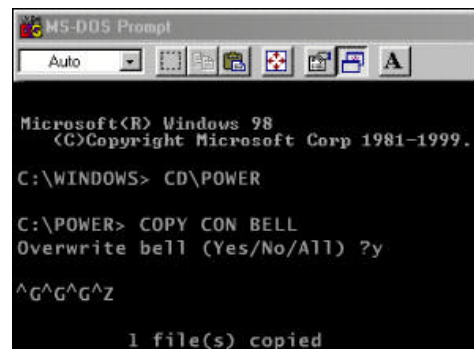 MS-DOS Prompt
Auto
A
Microsoft(R) Windows 98
(C)Copyright Microsoft Corp 1981-1999.
C:\WINDOWS> CD\POWER
C:\POWER> COPY CON BELL
Overwrite bell (Yes/No/All) ?y
^G^G^G^Z
1 file(s) copied